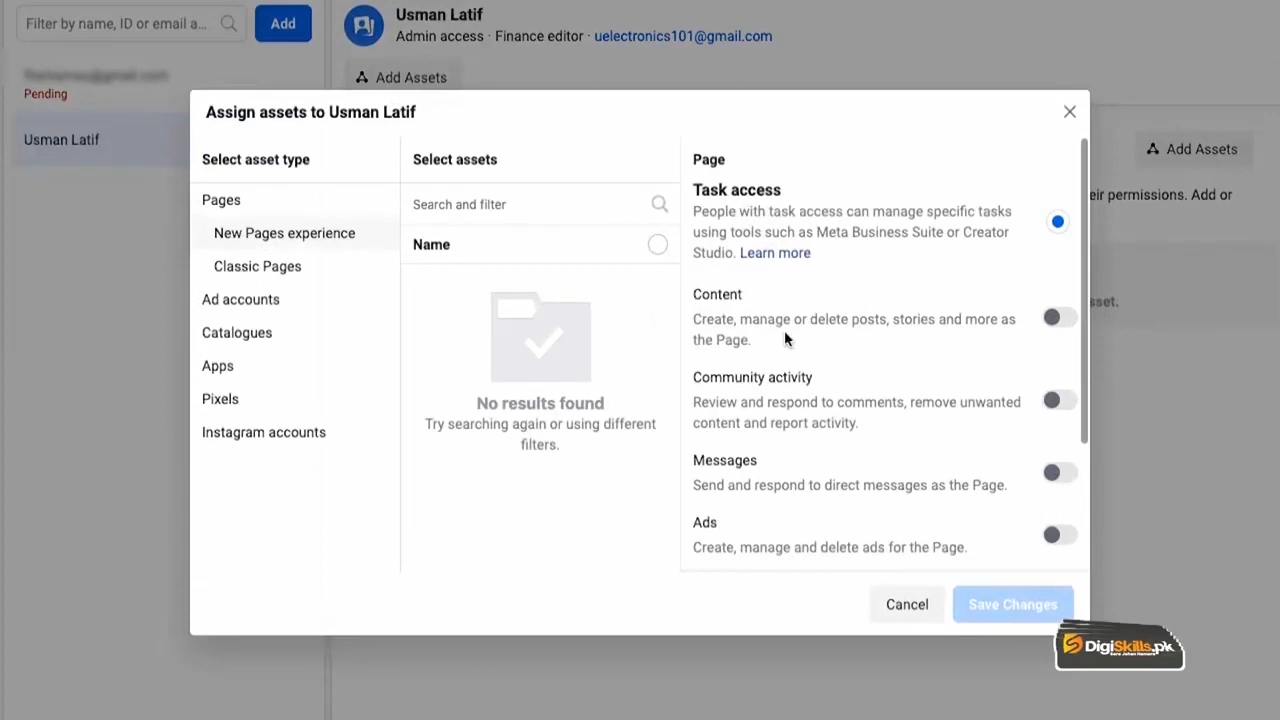 Filter by name, ID or email a...
Add
Pending
Usman Latif
Usman Latif
Admin access · Finance editor · uelectronics101@gmail.com
Add Assets
Add Assets
eir permissions. Add or
sset.
Assign assets to Usman Latif
Select asset type
Pages
New Pages experience
Classic Pages
Ad accounts
Catalogues
Apps
Pixels
Instagram accounts
Select assets
Search and filter
Name
No results found
Try searching again or using different
filters.
Page
Task access
People with task access can manage specific tasks
using tools such as Meta Business Suite or Creator
Studio. Learn more
Content
Create, manage or delete posts, stories and more as
the Page.
Community activity
Review and respond to comments, remove unwanted
content and report activity.
Messages
Send and respond to direct messages as the Page.
Ads
Create, manage and delete ads for the Page.
Cancel
Save Changes
DigiSkills.pk